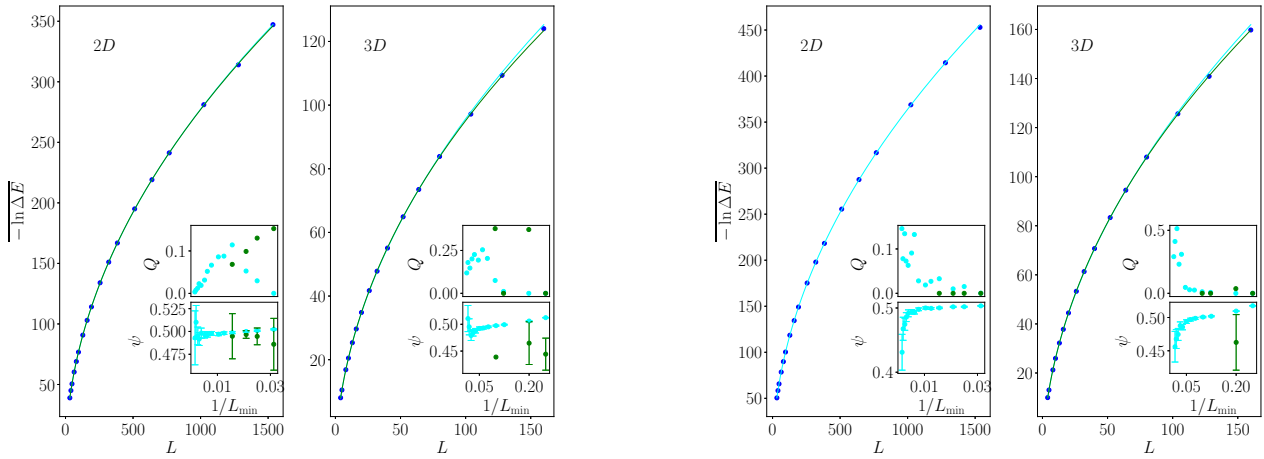 350
300
250
200
150
100
50
2D
− ln ΔE
0 500 1000 1500
L
0.1
0.0
Q
0.525
0.500
0.475
ψ
0.01 0.03
1/L_min
120
100
80
60
40
20
3D
0 50 100 150
L
0.25
0.00
Q
0.50
0.45
ψ
0.05 0.20
1/L_min
450
400
350
300
250
200
150
100
50
2D
− ln ΔE
0 500 1000 1500
L
0.1
0.0
Q
0.5
0.4
ψ
0.01 0.03
1/L_min
160
140
120
100
80
60
40
20
3D
0 50 100 150
L
0.5
0.0
Q
0.50
0.45
ψ
0.05 0.20
1/L_min